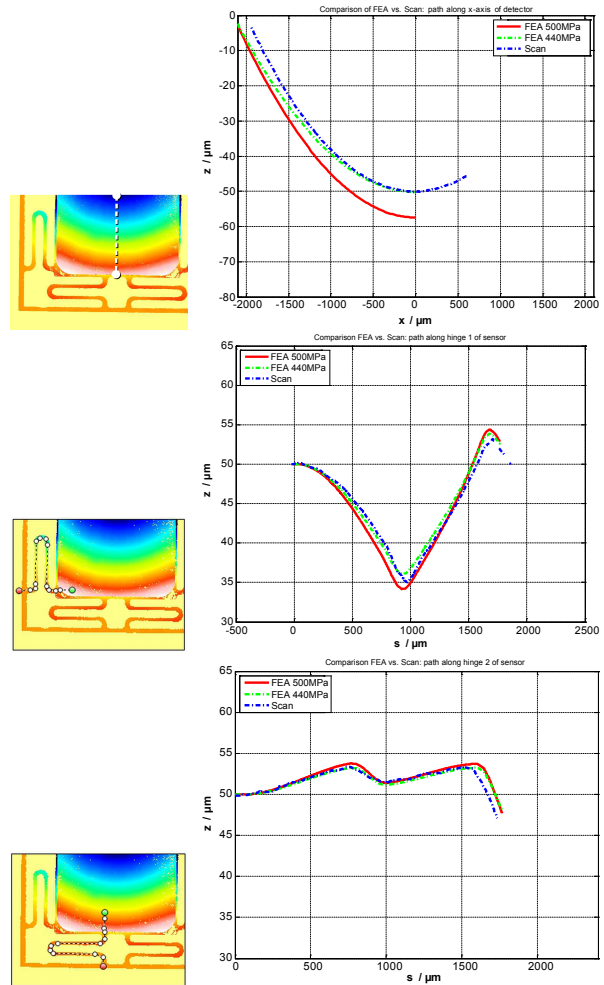 Comparison of FEA vs. Scan: path along x-axis of detector
FEA 500MPa
FEA 440MPa
Scan
z / µm
0
-10
-20
-30
-40
-50
-60
-70
-80
-2000 -1500 -1000 -500 0 500 1000 1500 2000
x / µm
Comparison FEA vs. Scan: path along hinge 1 of sensor
FEA 500MPa
FEA 440MPa
Scan
z / µm
65
60
55
50
45
40
35
30
-500 0 500 1000 1500 2000 2500
s / µm
Comparison FEA vs. Scan: path along hinge 2 of sensor
FEA 500MPa
FEA 440MPa
Scan
z / µm
65
60
55
50
45
40
35
30
0 500 1000 1500 2000
s / µm